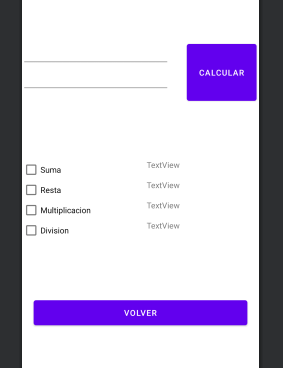 CALCULAR
Suma TextView
Resta TextView
Multiplicacion TextView
Division TextView
VOLVER